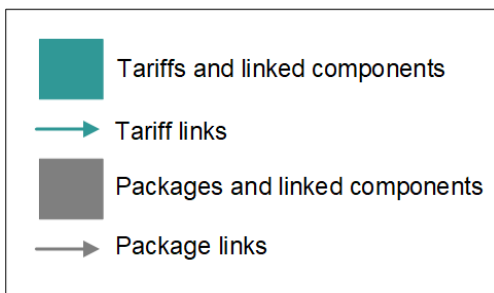 Tariffs and linked components
Tariff links
Packages and linked components
Package links